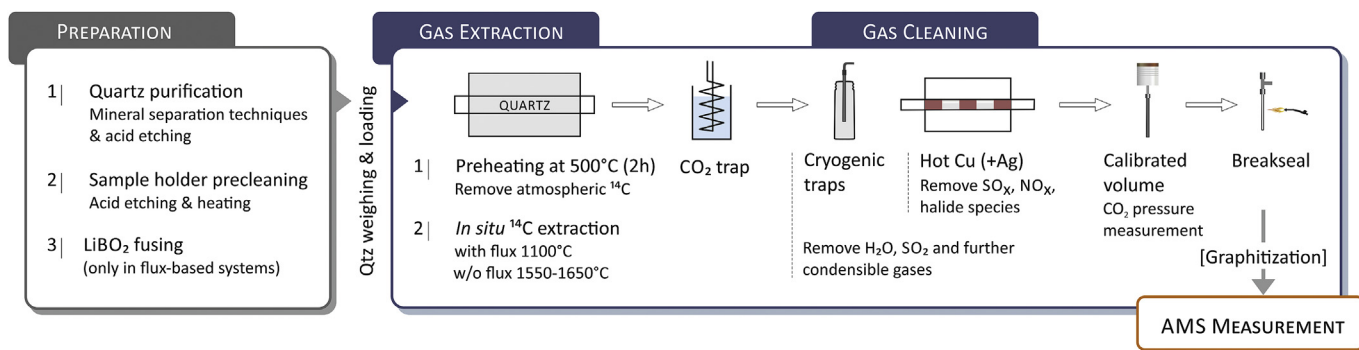 PREPARATION
1| Quartz purification
Mineral separation techniques
& acid etching
2| Sample holder precleaning
Acid etching & heating
3| LiBO₂ fusing
(only in flux-based systems)
Qtz weighing & loading
GAS EXTRACTION
QUARTZ
1| Preheating at 500°C (2h)
Remove atmospheric ¹⁴C
2| In situ ¹⁴C extraction
with flux 1100°C
w/o flux 1550-1650°C
CO₂ trap
GAS CLEANING
Cryogenic
traps
Hot Cu (+Ag)
Remove SOₓ, NOₓ,
halide species
Remove H₂O, SO₂ and further
condensible gases
Calibrated
volume
CO₂ pressure
measurement
Breakseal
[Graphitization]
AMS MEASUREMENT